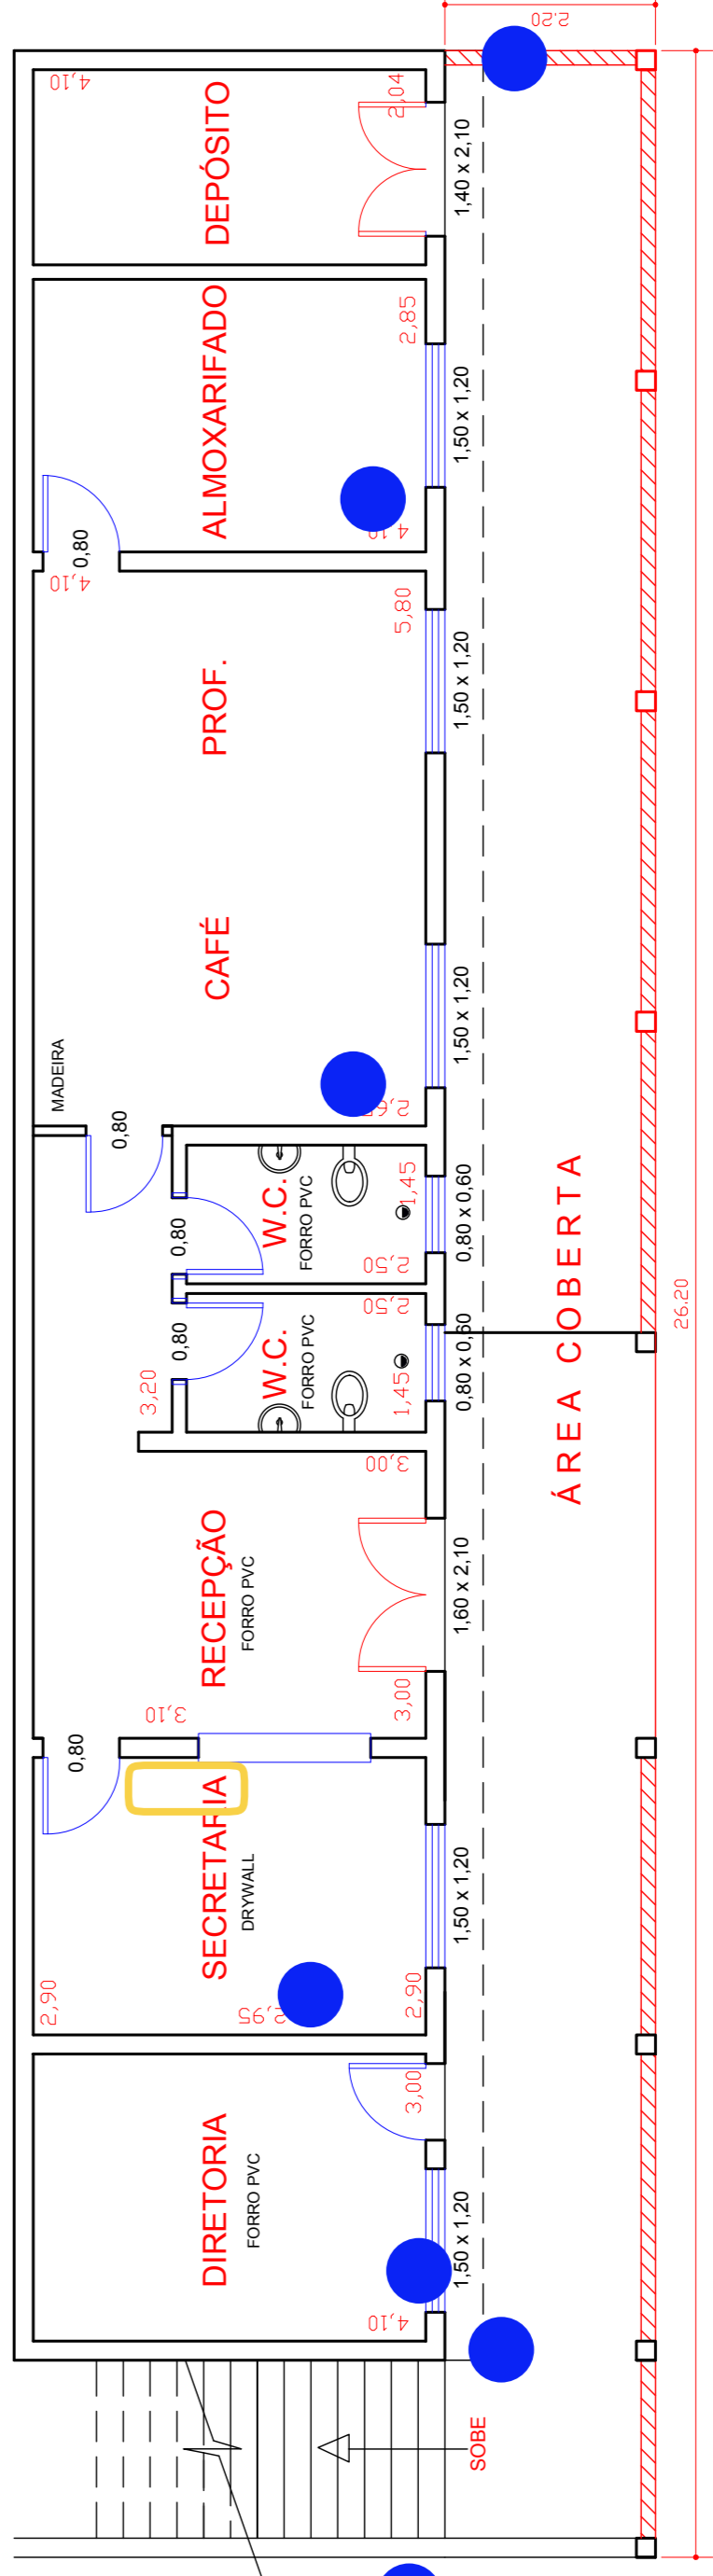 2.20
4,10
DEPÓSITO
2,04
1,40 x 2,10
ALMOXARIFADO
2,85
1,50 x 1,20
0,80
4,10
PROF.
5,80
1,50 x 1,20
CAFÉ
1,50 x 1,20
MADEIRA
0,80
2,65
W.C.
FORRO PVC
1,45
0,80 x 0,60
0,80
2,50
2,50
W.C.
FORRO PVC
1,45
0,80 x 0,60
0,80
3,20
ÁREA COBERTA
26.20
3,00
RECEPÇÃO
FORRO PVC
1,60 x 2,10
3,10
3,00
0,80
SECRETARIA
DRYWALL
1,50 x 1,20
2,90
2,95
2,90
DIRETORIA
FORRO PVC
3,00
1,50 x 1,20
4,10
SOBE